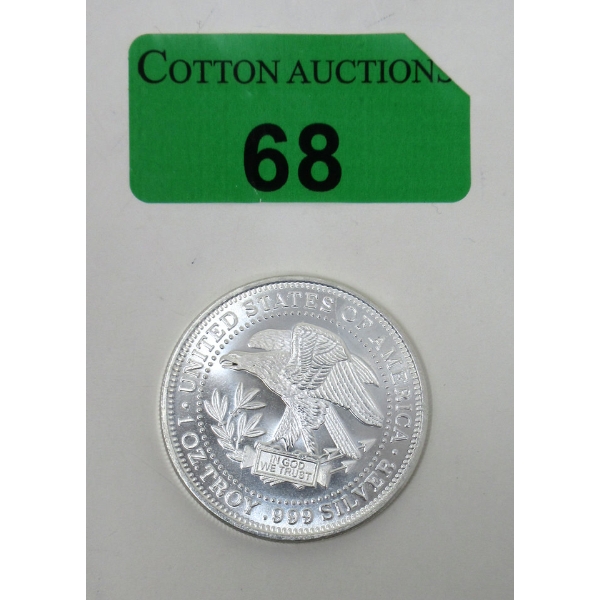 COTTON AUCTIONS
68
· UNITED STATES OF AMERICA ·
1 OZ TROY .999 SILVER
IN GOD
WE TRUST